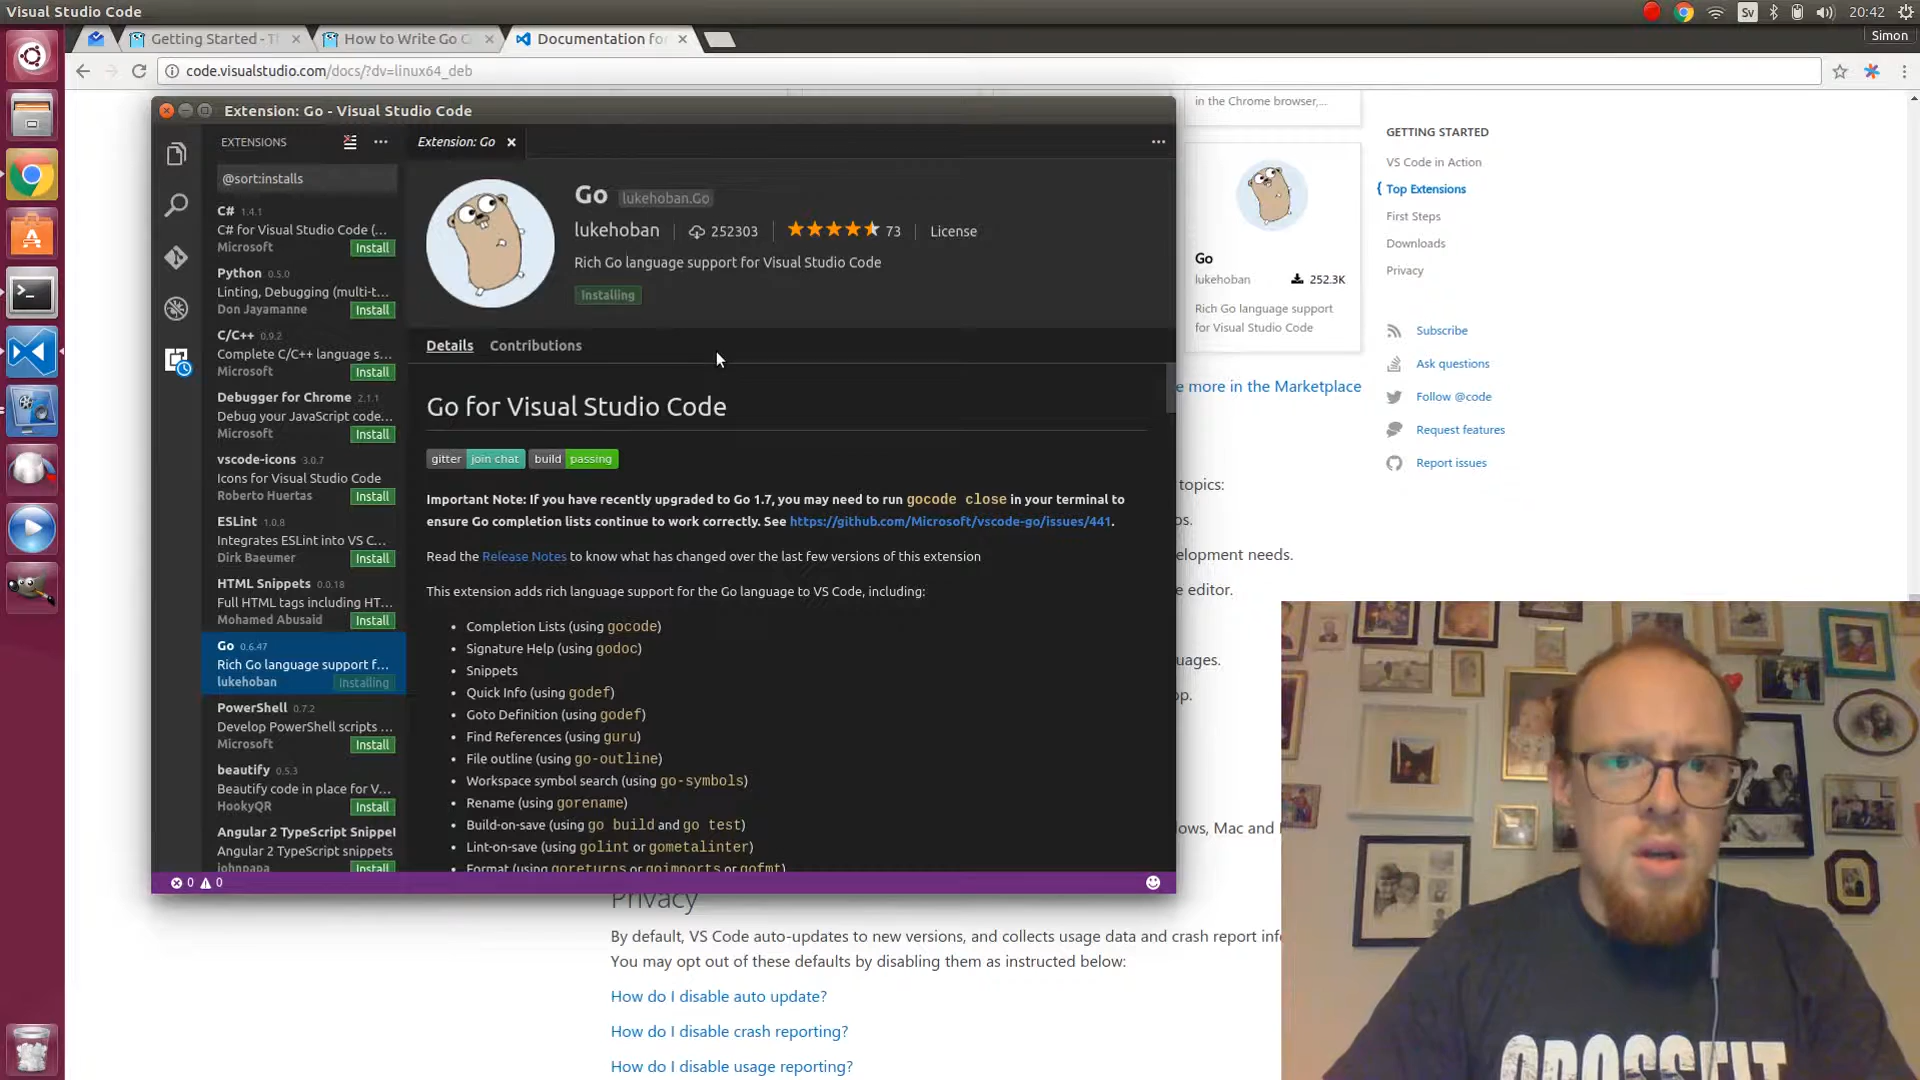 Visual Studio Code
Sv
20:42
Getting Started - T
How to Write Go C
Documentation for
Simon
code.visualstudio.com/docs/?dv=linux64_deb
Extension: Go - Visual Studio Code
EXTENSIONS
@sort:installs
C# 1.4.1
C# for Visual Studio Code (...
Microsoft
Install
Python 0.5.0
Linting, Debugging (multi-t...
Don Jayamanne
Install
C/C++ 0.9.2
Complete C/C++ language s...
Microsoft
Install
Debugger for Chrome 2.1.1
Debug your JavaScript code...
Microsoft
Install
vscode-icons 3.0.7
Icons for Visual Studio Code
Roberto Huertas
Install
ESLint 1.0.8
Integrates ESLint into VS C...
Dirk Baeumer
Install
HTML Snippets 0.0.18
Full HTML tags including HT...
Mohamed Abusaid
Install
Go 0.6.47
Rich Go language support f...
lukehoban
Installing
PowerShell 0.7.2
Develop PowerShell scripts ...
Microsoft
Install
beautify 0.5.3
Beautify code in place for V...
HookyQR
Install
Angular 2 TypeScript Snippet
Angular 2 TypeScript snippets
johnpapa
Install
Extension: Go
Go lukehoban.Go
lukehoban
252303
73
License
Rich Go language support for Visual Studio Code
Installing
Details
Contributions
Go for Visual Studio Code
gitter join chat
build passing
Important Note: If you have recently upgraded to Go 1.7, you may need to run gocode close in your terminal to
ensure Go completion lists continue to work correctly. See https://github.com/Microsoft/vscode-go/issues/441.
Read the Release Notes to know what has changed over the last few versions of this extension
This extension adds rich language support for the Go language to VS Code, including:
• Completion Lists (using gocode)
• Signature Help (using godoc)
• Snippets
• Quick Info (using godef)
• Goto Definition (using godef)
• Find References (using guru)
• File outline (using go-outline)
• Workspace symbol search (using go-symbols)
• Rename (using gorename)
• Build-on-save (using go build and go test)
• Lint-on-save (using golint or gometalinter)
• Format (using goreturns or goimports or gofmt)
0 0
in the Chrome browser,...
Go
lukehoban
252.3K
Rich Go language support
for Visual Studio Code
e more in the Marketplace
topics:
os.
elopment needs.
e editor.
uages.
op.
lows, Mac and
GETTING STARTED
VS Code in Action
Top Extensions
First Steps
Downloads
Privacy
Subscribe
Ask questions
Follow @code
Request features
Report issues
Privacy
By default, VS Code auto-updates to new versions, and collects usage data and crash report inf
You may opt out of these defaults by disabling them as instructed below:
How do I disable auto update?
How do I disable crash reporting?
How do I disable usage reporting?
CROSSFIT